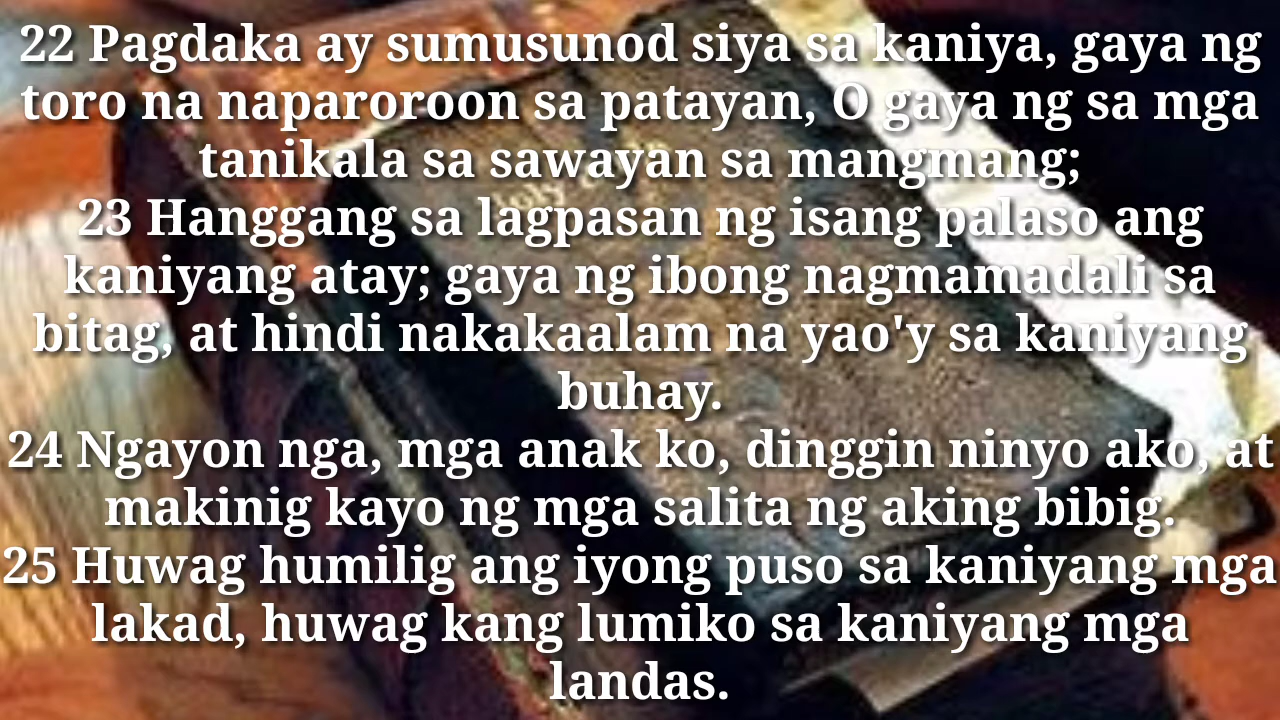 22 Pagdaka ay sumusunod siya sa kaniya, gaya ng
toro na naparoroon sa patayan, O gaya ng sa mga
tanikala sa sawayan sa mangmang;
23 Hanggang sa lagpasan ng isang palaso ang
kaniyang atay; gaya ng ibong nagmamadali sa
bitag, at hindi nakakaalam na yao'y sa kaniyang
buhay.
24 Ngayon nga, mga anak ko, dinggin ninyo ako, at
makinig kayo ng mga salita ng aking bibig.
25 Huwag humilig ang iyong puso sa kaniyang mga
lakad, huwag kang lumiko sa kaniyang mga
landas.